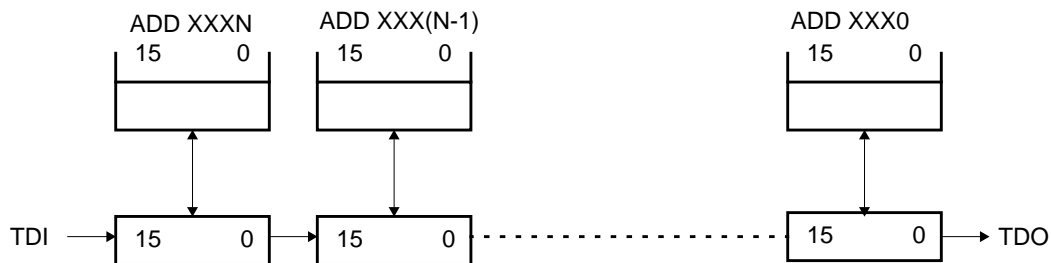 ADD XXXN ADD XXX(N-1) ADD XXX0
15 0 15 0 15 0
TDI 15 0 15 0 15 0 TDO